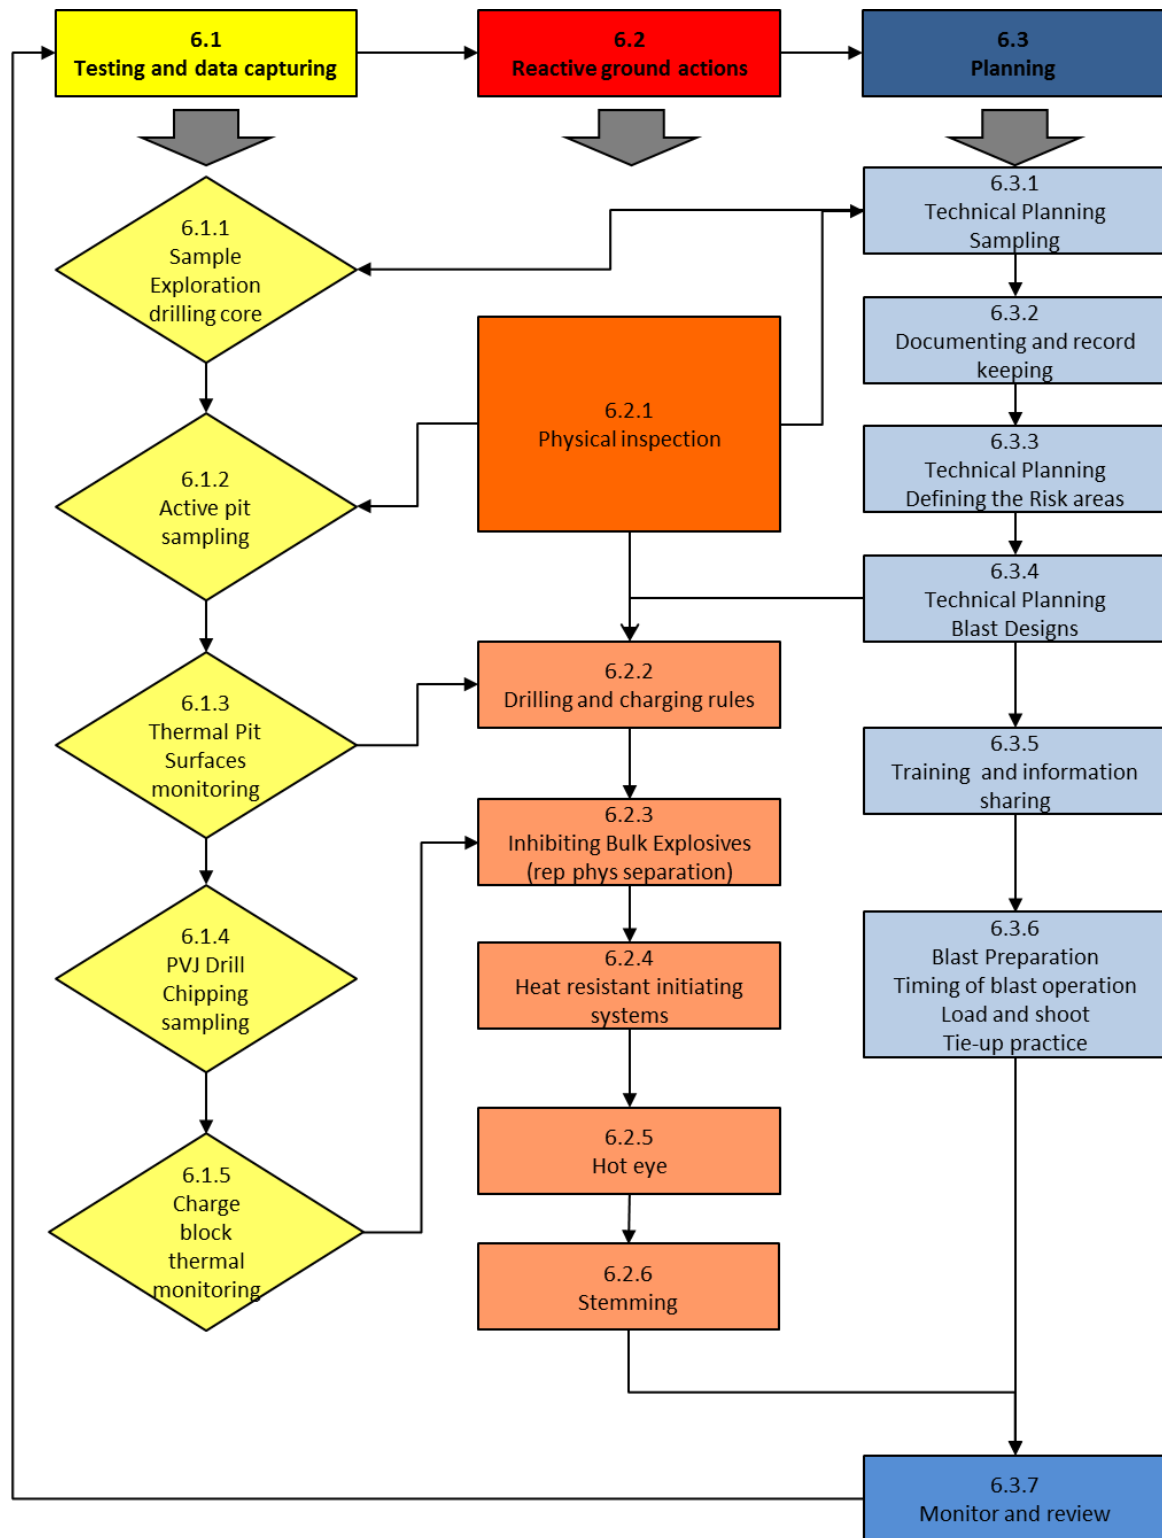 6.1
Testing and data capturing
6.2
Reactive ground actions
6.3
Planning
6.1.1
Sample
Exploration
drilling core
6.1.2
Active pit
sampling
6.1.3
Thermal Pit
Surfaces
monitoring
6.1.4
PVJ Drill
Chipping
sampling
6.1.5
Charge
block
thermal
monitoring
6.2.1
Physical inspection
6.2.2
Drilling and charging rules
6.2.3
Inhibiting Bulk Explosives
(rep phys separation)
6.2.4
Heat resistant initiating
systems
6.2.5
Hot eye
6.2.6
Stemming
6.3.1
Technical Planning
Sampling
6.3.2
Documenting and record
keeping
6.3.3
Technical Planning
Defining the Risk areas
6.3.4
Technical Planning
Blast Designs
6.3.5
Training and information
sharing
6.3.6
Blast Preparation
Timing of blast operation
Load and shoot
Tie-up practice
6.3.7
Monitor and review